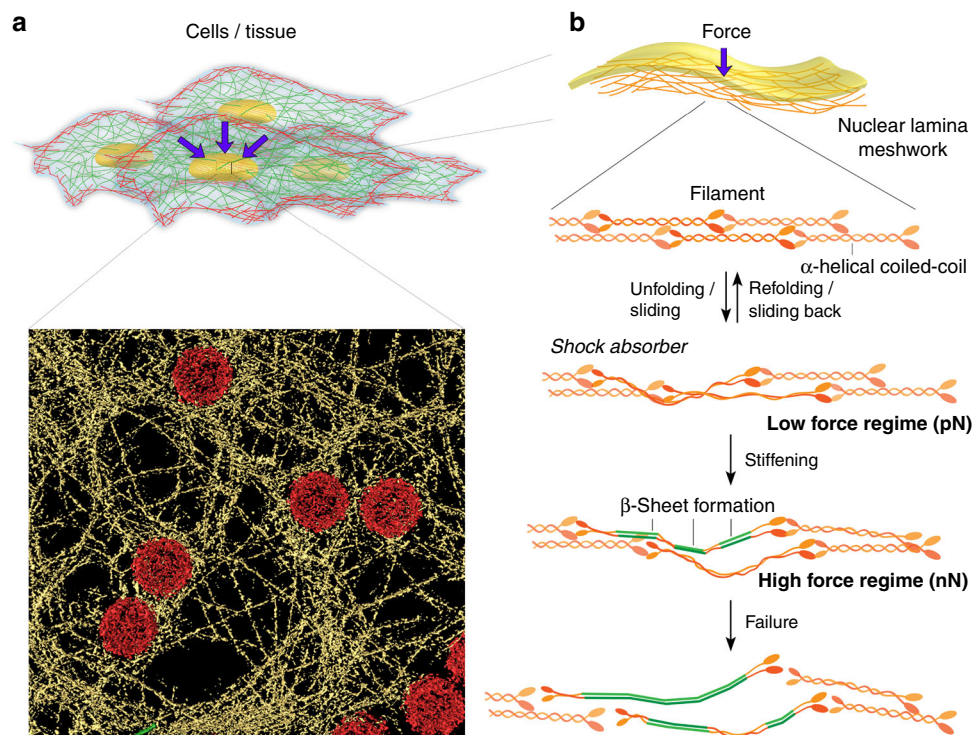 a
Cells / tissue
b
Force
Nuclear lamina
meshwork
Filament
α-helical coiled-coil
Unfolding /
sliding
Refolding /
sliding back
Shock absorber
Low force regime (pN)
Stiffening
β-Sheet formation
High force regime (nN)
Failure